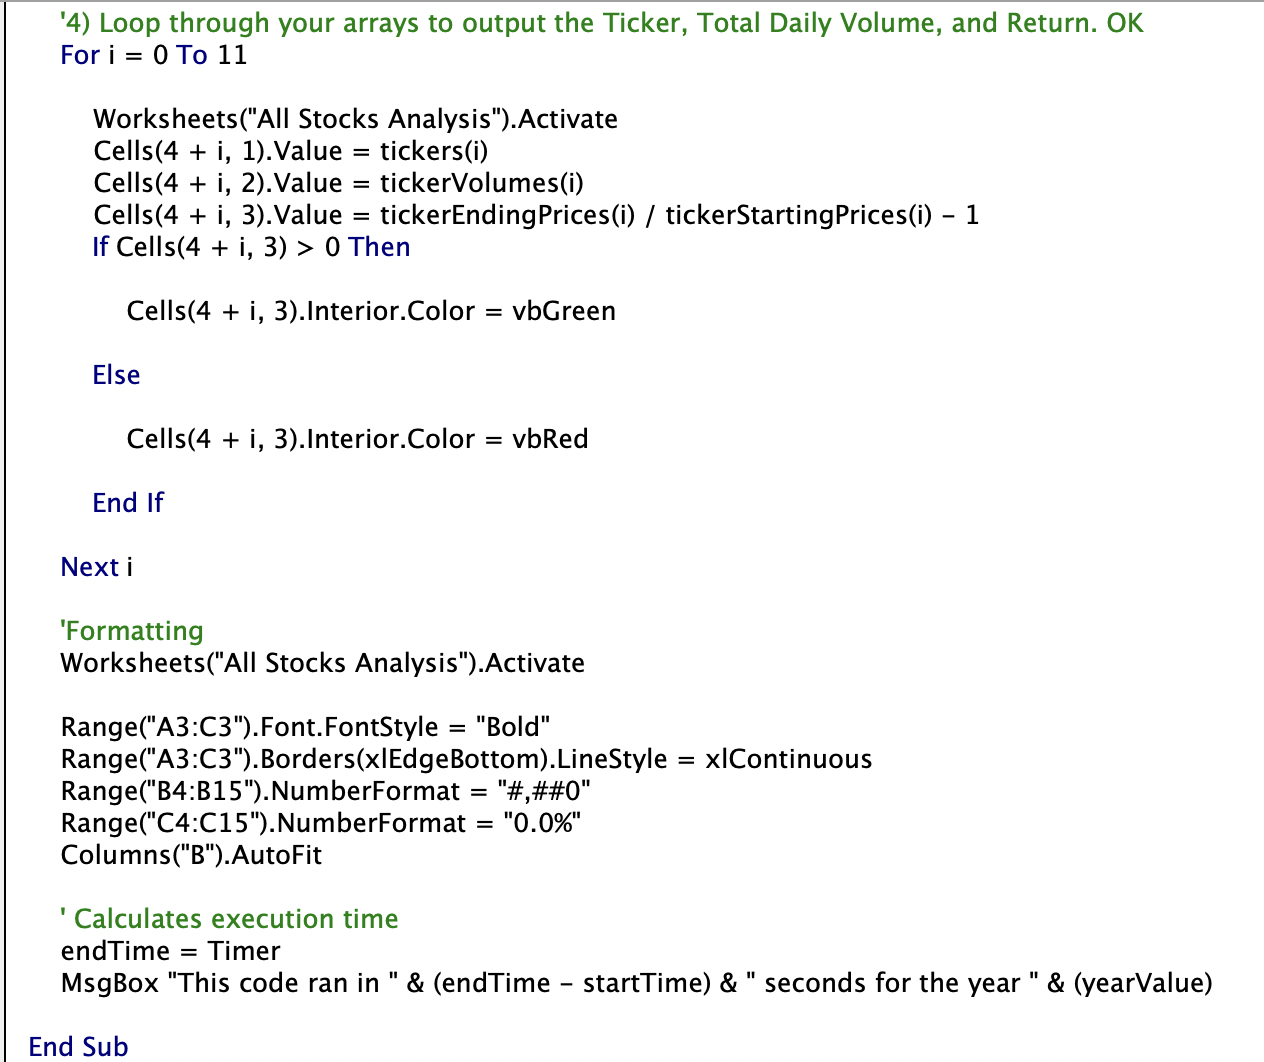 '4) Loop through your arrays to output the Ticker, Total Daily Volume, and Return. OK
For i = 0 To 11
Worksheets("All Stocks Analysis").Activate
Cells(4 + i, 1).Value = tickers(i)
Cells(4 + i, 2).Value = tickerVolumes(i)
Cells(4 + i, 3).Value = tickerEndingPrices(i) / tickerStartingPrices(i) - 1
If Cells(4 + i, 3) > 0 Then
Cells(4 + i, 3).Interior.Color = vbGreen
Else
Cells(4 + i, 3).Interior.Color = vbRed
End If
Next i
'Formatting
Worksheets("All Stocks Analysis").Activate
Range("A3:C3").Font.FontStyle = "Bold"
Range("A3:C3").Borders(xlEdgeBottom).LineStyle = xlContinuous
Range("B4:B15").NumberFormat = "#,##0"
Range("C4:C15").NumberFormat = "0.0%"
Columns("B").AutoFit
' Calculates execution time
endTime = Timer
MsgBox "This code ran in " & (endTime - startTime) & " seconds for the year " & (yearValue)
End Sub